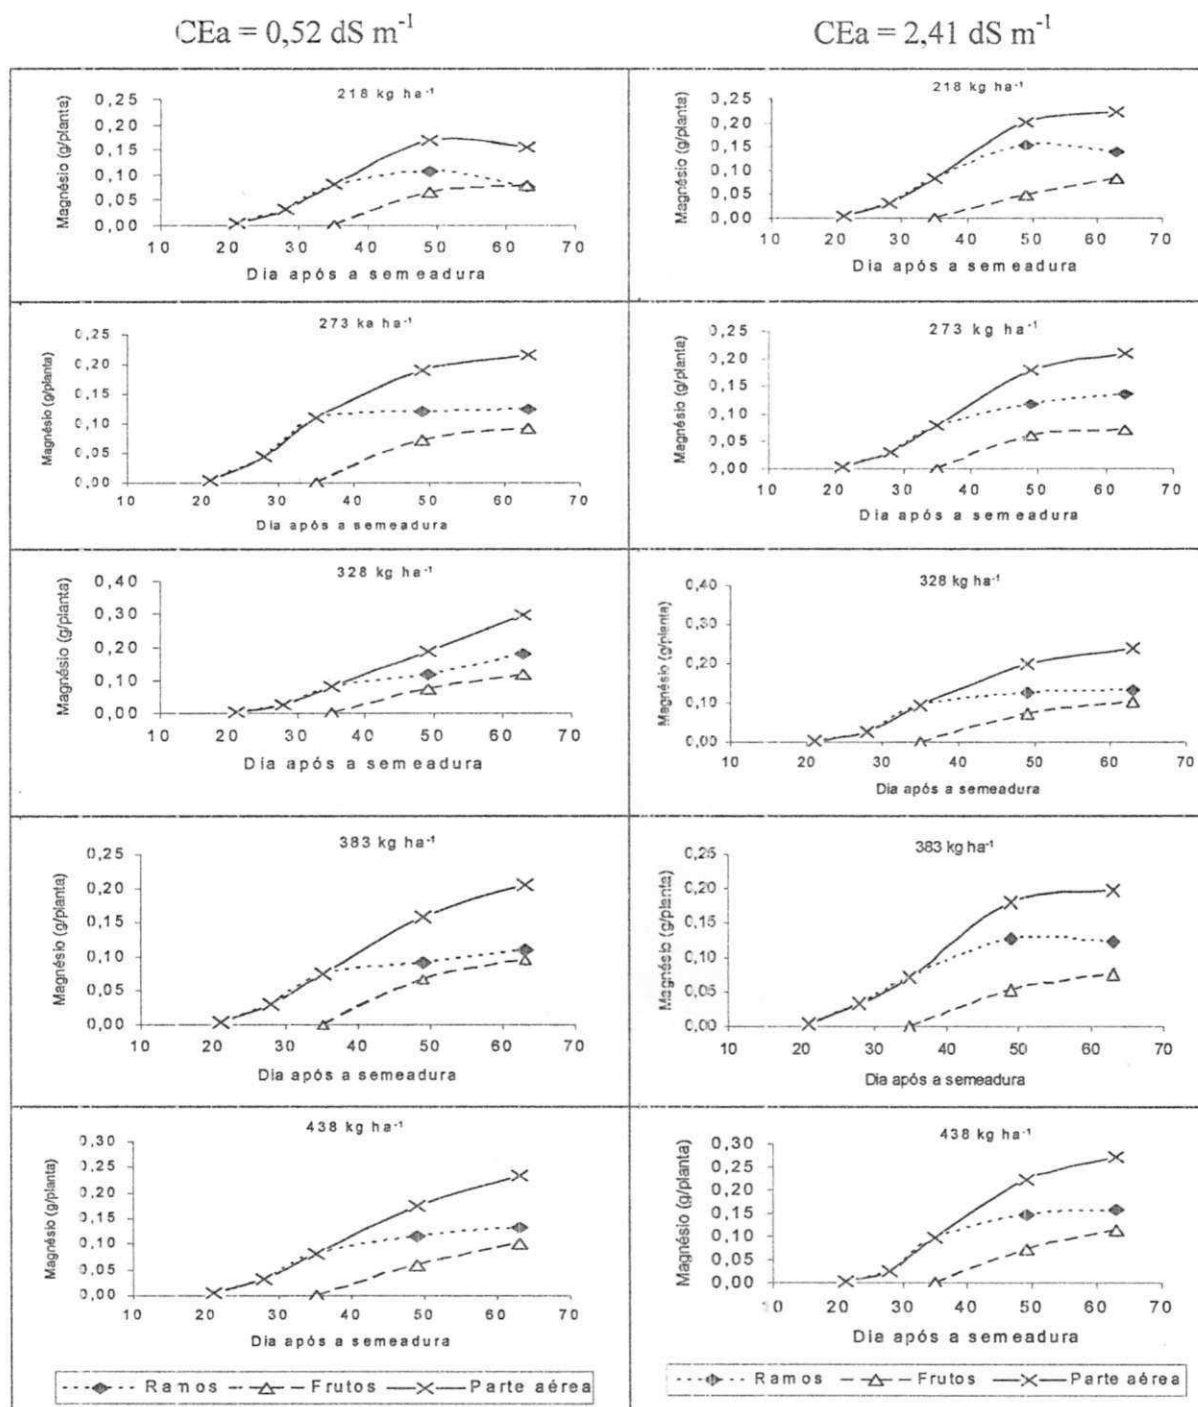 CEa = 0,52 dS m⁻¹
CEa = 2,41 dS m⁻¹
218 kg ha⁻¹
Magnésio (g/planta)
0,25
0,20
0,15
0,10
0,05
0,00
10 20 30 40 50 60 70
Dia após a semeadura
218 kg ha⁻¹
Magnésio (g/planta)
0,25
0,20
0,15
0,10
0,05
0,00
10 20 30 40 50 60 70
Dia após a semeadura
273 ka ha⁻¹
Magnésio (g/planta)
0,25
0,20
0,15
0,10
0,05
0,00
10 20 30 40 50 60 70
Dia após a semeadura
273 kg ha⁻¹
Magnésio (g/planta)
0,25
0,20
0,15
0,10
0,05
0,00
10 20 30 40 50 60 70
Dia após a semeadura
328 kg ha⁻¹
Magnésio (g/planta)
0,40
0,30
0,20
0,10
0,00
10 20 30 40 50 60 70
Dia após a semeadura
328 kg ha⁻¹
Magnésio (g/planta)
0,40
0,30
0,20
0,10
0,00
10 20 30 40 50 60 70
Dia após a semeadura
383 kg ha⁻¹
Magnésio (g/planta)
0,25
0,20
0,15
0,10
0,05
0,00
10 20 30 40 50 60 70
Dia após a semeadura
383 kg ha⁻¹
Magnésio (g/planta)
0,25
0,20
0,15
0,10
0,05
0,00
10 20 30 40 50 60 70
Dia após a semeadura
438 kg ha⁻¹
Magnésio (g/planta)
0,30
0,25
0,20
0,15
0,10
0,05
0,00
10 20 30 40 50 60 70
Dia após a semeadura
438 kg ha⁻¹
Magnésio (g/planta)
0,30
0,25
0,20
0,15
0,10
0,05
0,00
10 20 30 40 50 60 70
Dia após a semeadura
Ramos Frutos Parte aérea
Ramos Frutos Parte aérea